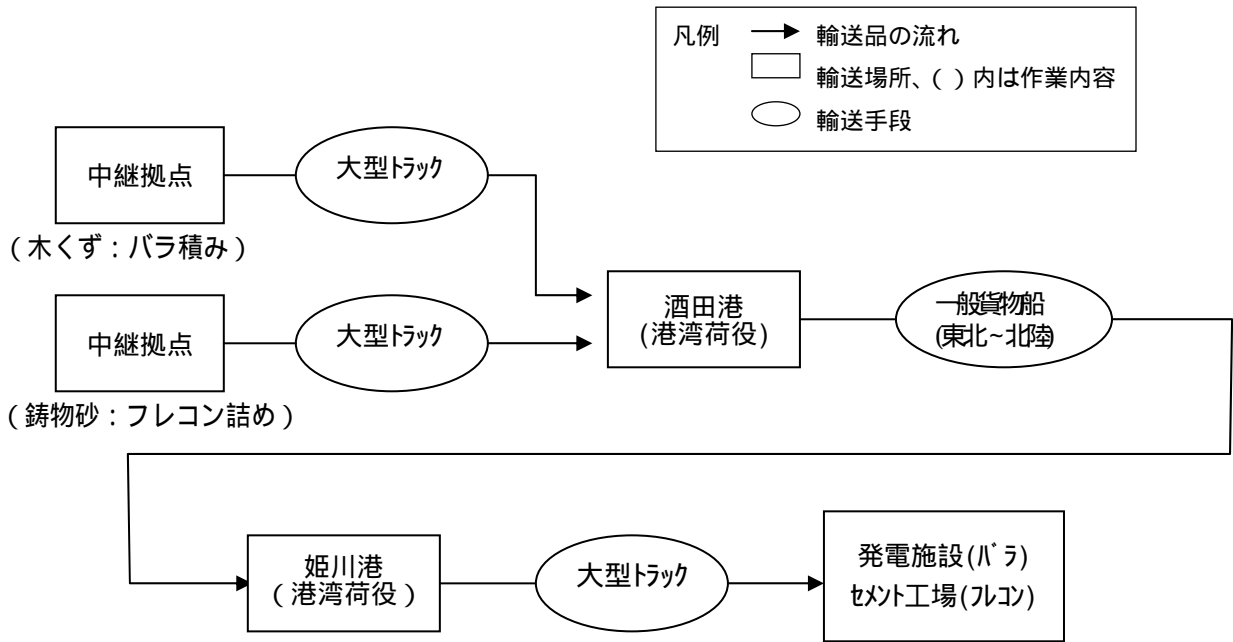 凡例 輸送品の流れ
輸送場所、( ) 内は作業内容
輸送手段
中継拠点
大型ﾄﾗｯｸ
(木くず:バラ積み)
中継拠点
大型ﾄﾗｯｸ
(鋳物砂:フレコン詰め)
酒田港
(港湾荷役)
一般貨物船
(東北~北陸)
姫川港
(港湾荷役)
大型ﾄﾗｯｸ
発電施設(ﾊﾞﾗ)
ｾﾒﾝﾄ工場(ﾌﾚｺﾝ)